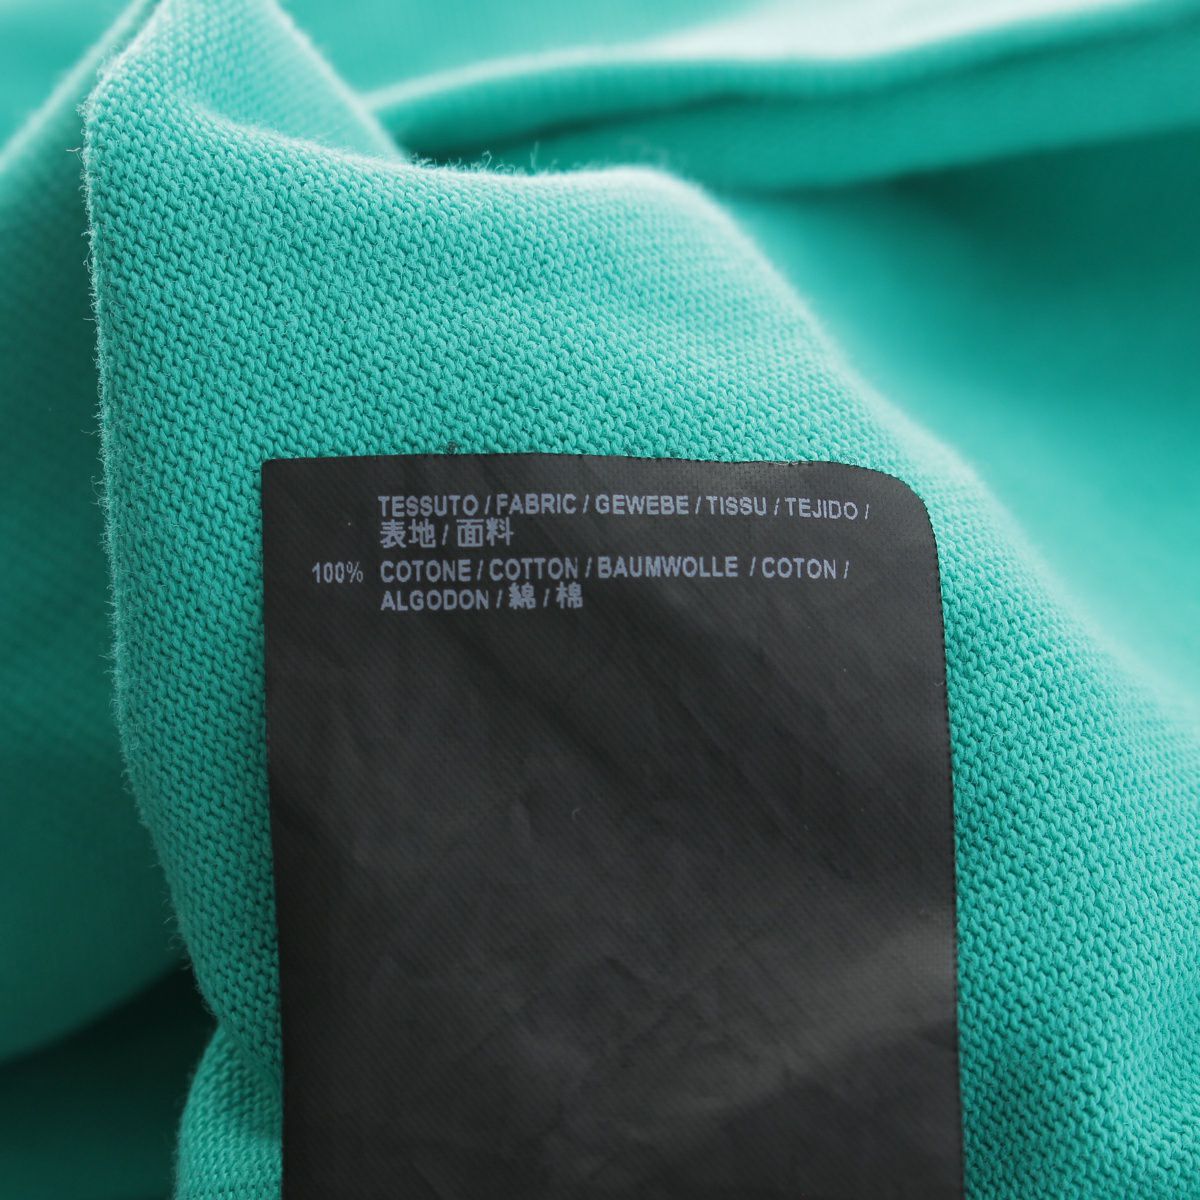 TESSUTO / FABRIC / GEWEBE / TISSU / TEJIDO /
表地 / 面料
100% COTONE / COTTON / BAUMWOLLE / COTON /
ALGODON / 綿 / 棉